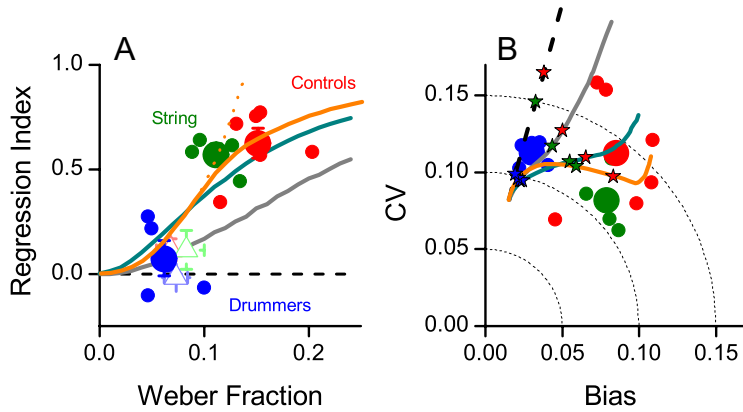 A
B
Controls
String
Drummers
Regression Index
1.0
0.5
0.0
0.0
0.1
0.2
Weber Fraction
CV
0.15
0.10
0.05
0.00
0.00
0.05
0.10
0.15
Bias